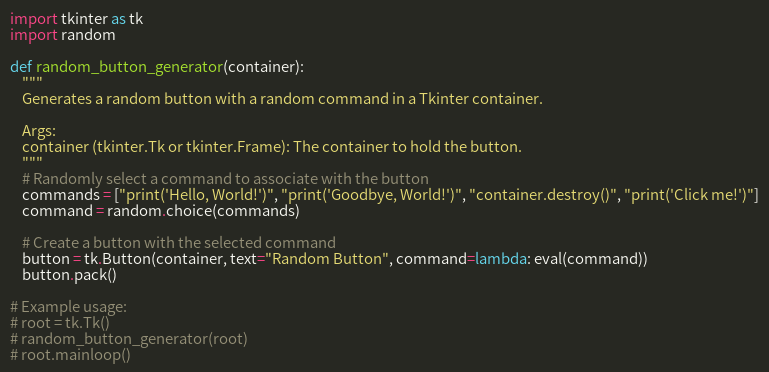 import tkinter as tk
import random

def random_button_generator(container):
    """
    Generates a random button with a random command in a Tkinter container.

    Args:
    container (tkinter.Tk or tkinter.Frame): The container to hold the button.
    """
    # Randomly select a command to associate with the button
    commands = ["print('Hello, World!')", "print('Goodbye, World!')", "container.destroy()", "print('Click me!')"]
    command = random.choice(commands)

    # Create a button with the selected command
    button = tk.Button(container, text="Random Button", command=lambda: eval(command))
    button.pack()

# Example usage:
# root = tk.Tk()
# random_button_generator(root)
# root.mainloop()